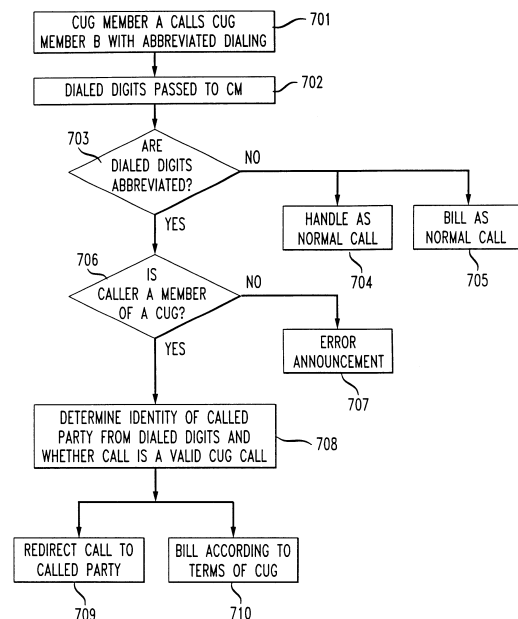 CUG MEMBER A CALLS CUG
MEMBER B WITH ABBREVIATED DIALING
701
DIALED DIGITS PASSED TO CM
702
703
ARE
DIALED DIGITS
ABBREVIATED?
NO
YES
HANDLE AS
NORMAL CALL
704
BILL AS
NORMAL CALL
705
706
IS
CALLER A MEMBER
OF A CUG?
NO
YES
ERROR
ANNOUNCEMENT
707
DETERMINE IDENTITY OF CALLED
PARTY FROM DIALED DIGITS AND
WHETHER CALL IS A VALID CUG CALL
708
REDIRECT CALL TO
CALLED PARTY
709
BILL ACCORDING TO
TERMS OF CUG
710